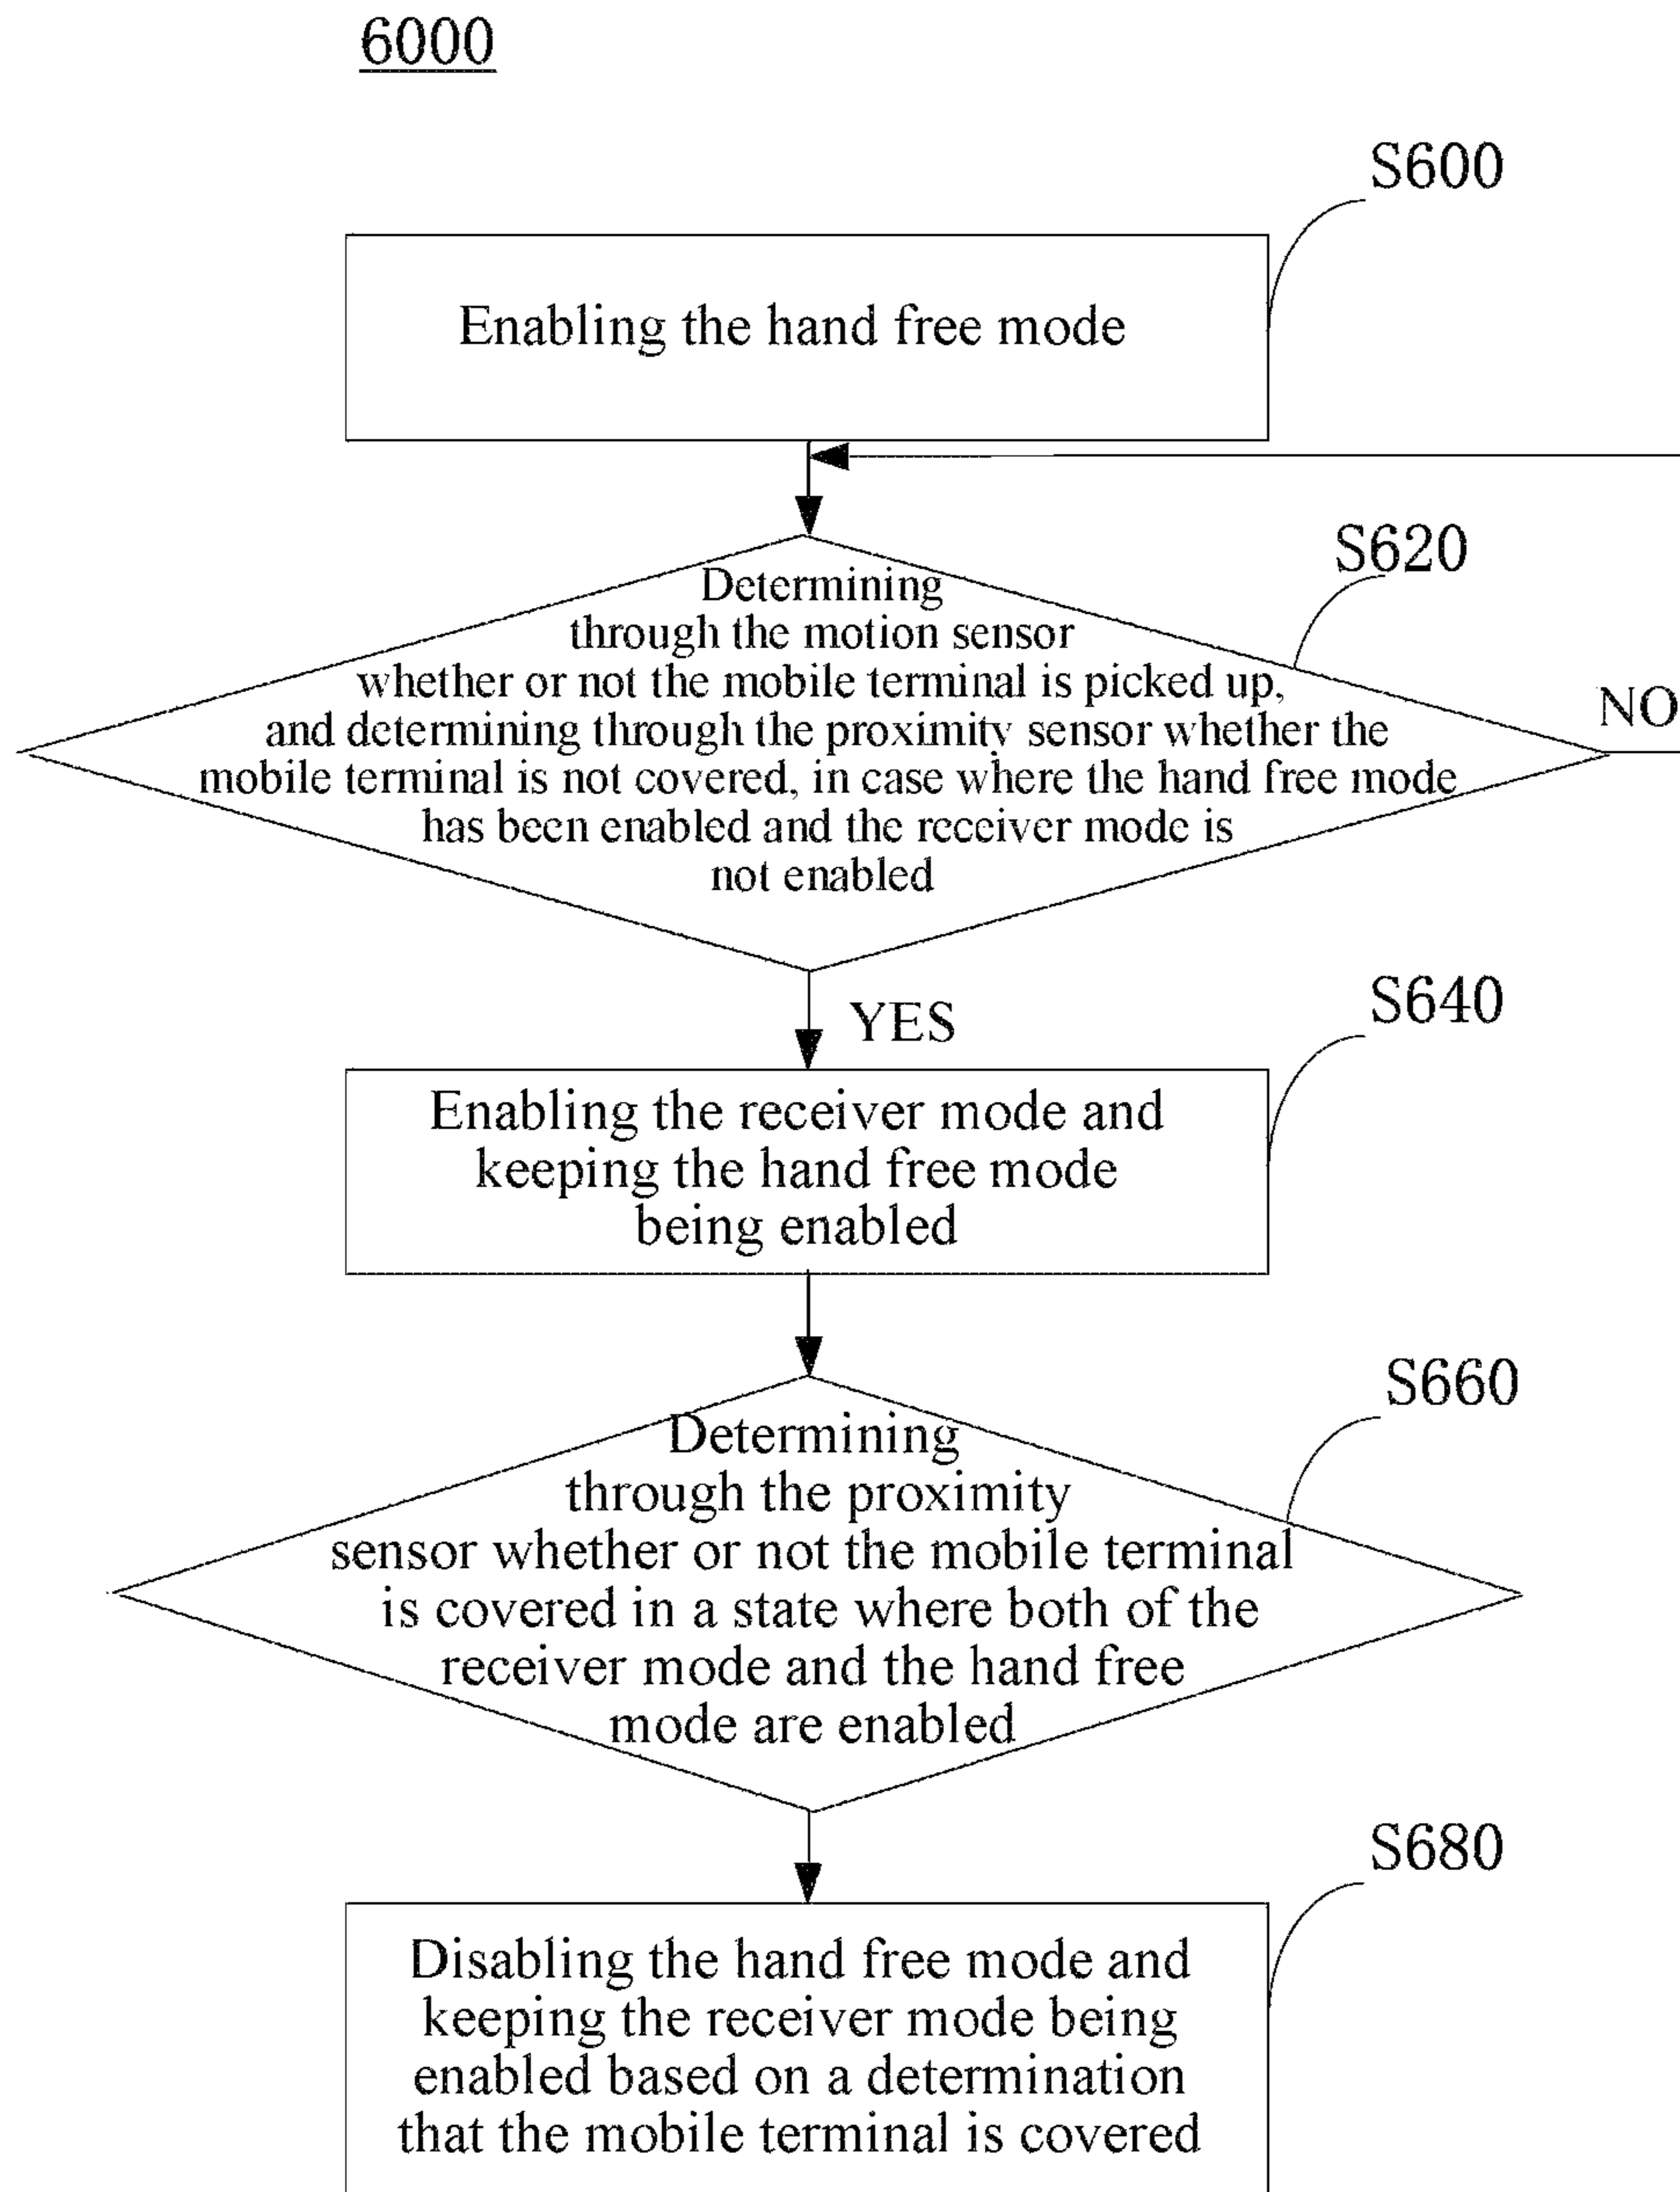 6000
S600
Enabling the hand free mode
S620
Determining
through the motion sensor
whether or not the mobile terminal is picked up,
and determining through the proximity sensor whether the
mobile terminal is not covered, in case where the hand free mode
has been enabled and the receiver mode is
not enabled
NO
YES
S640
Enabling the receiver mode and
keeping the hand free mode
being enabled
S660
Determining
through the proximity
sensor whether or not the mobile terminal
is covered in a state where both of the
receiver mode and the hand free
mode are enabled
S680
Disabling the hand free mode and
keeping the receiver mode being
enabled based on a determination
that the mobile terminal is covered